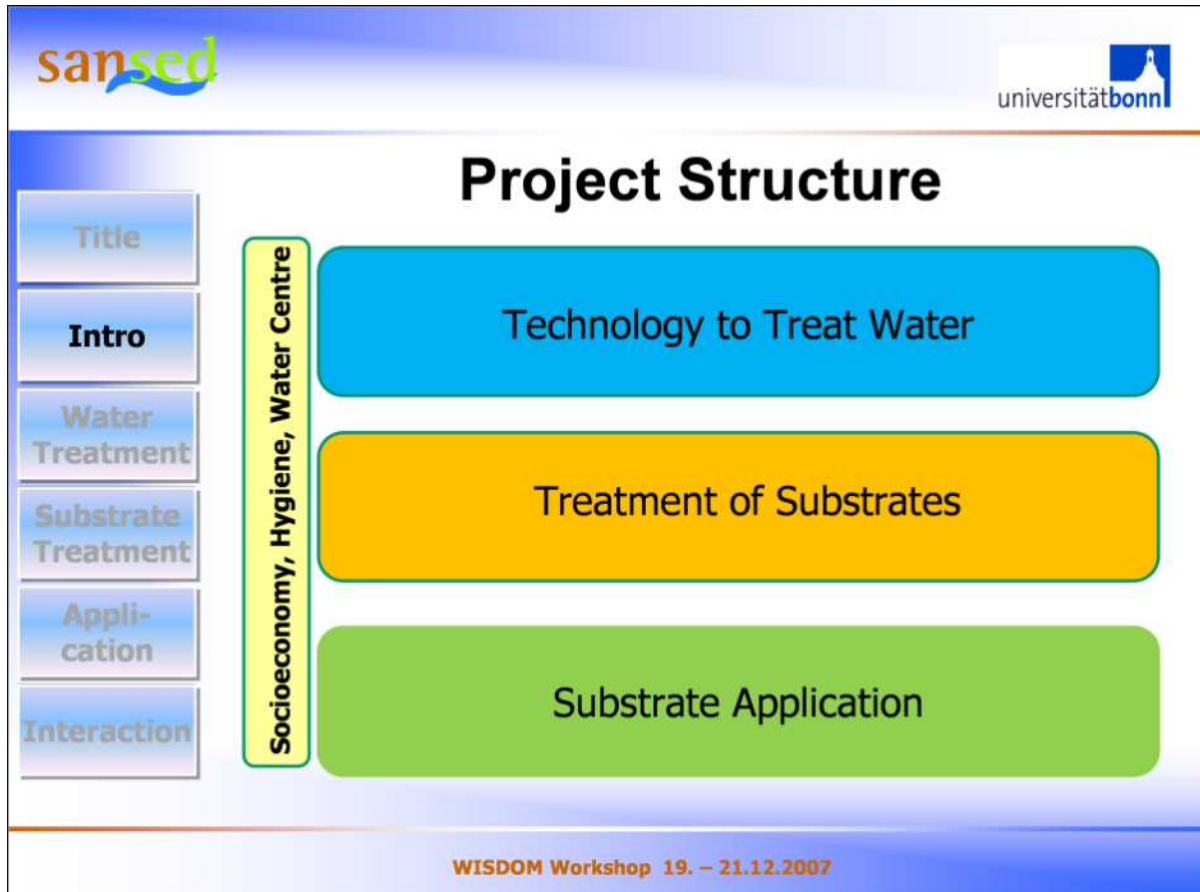 sansed
universitätbonn
Project Structure
Title
Intro
Water
Treatment
Substrate
Treatment
Appli-
cation
Interaction
Socioeconomy, Hygiene, Water Centre
Technology to Treat Water
Treatment of Substrates
Substrate Application
WISDOM Workshop 19. – 21.12.2007